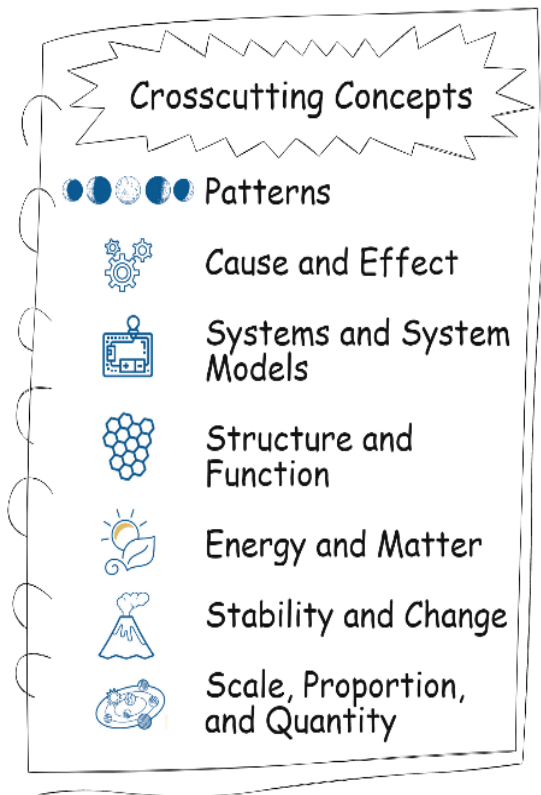 Crosscutting Concepts
Patterns
Cause and Effect
Systems and System
Models
Structure and
Function
Energy and Matter
Stability and Change
Scale, Proportion,
and Quantity